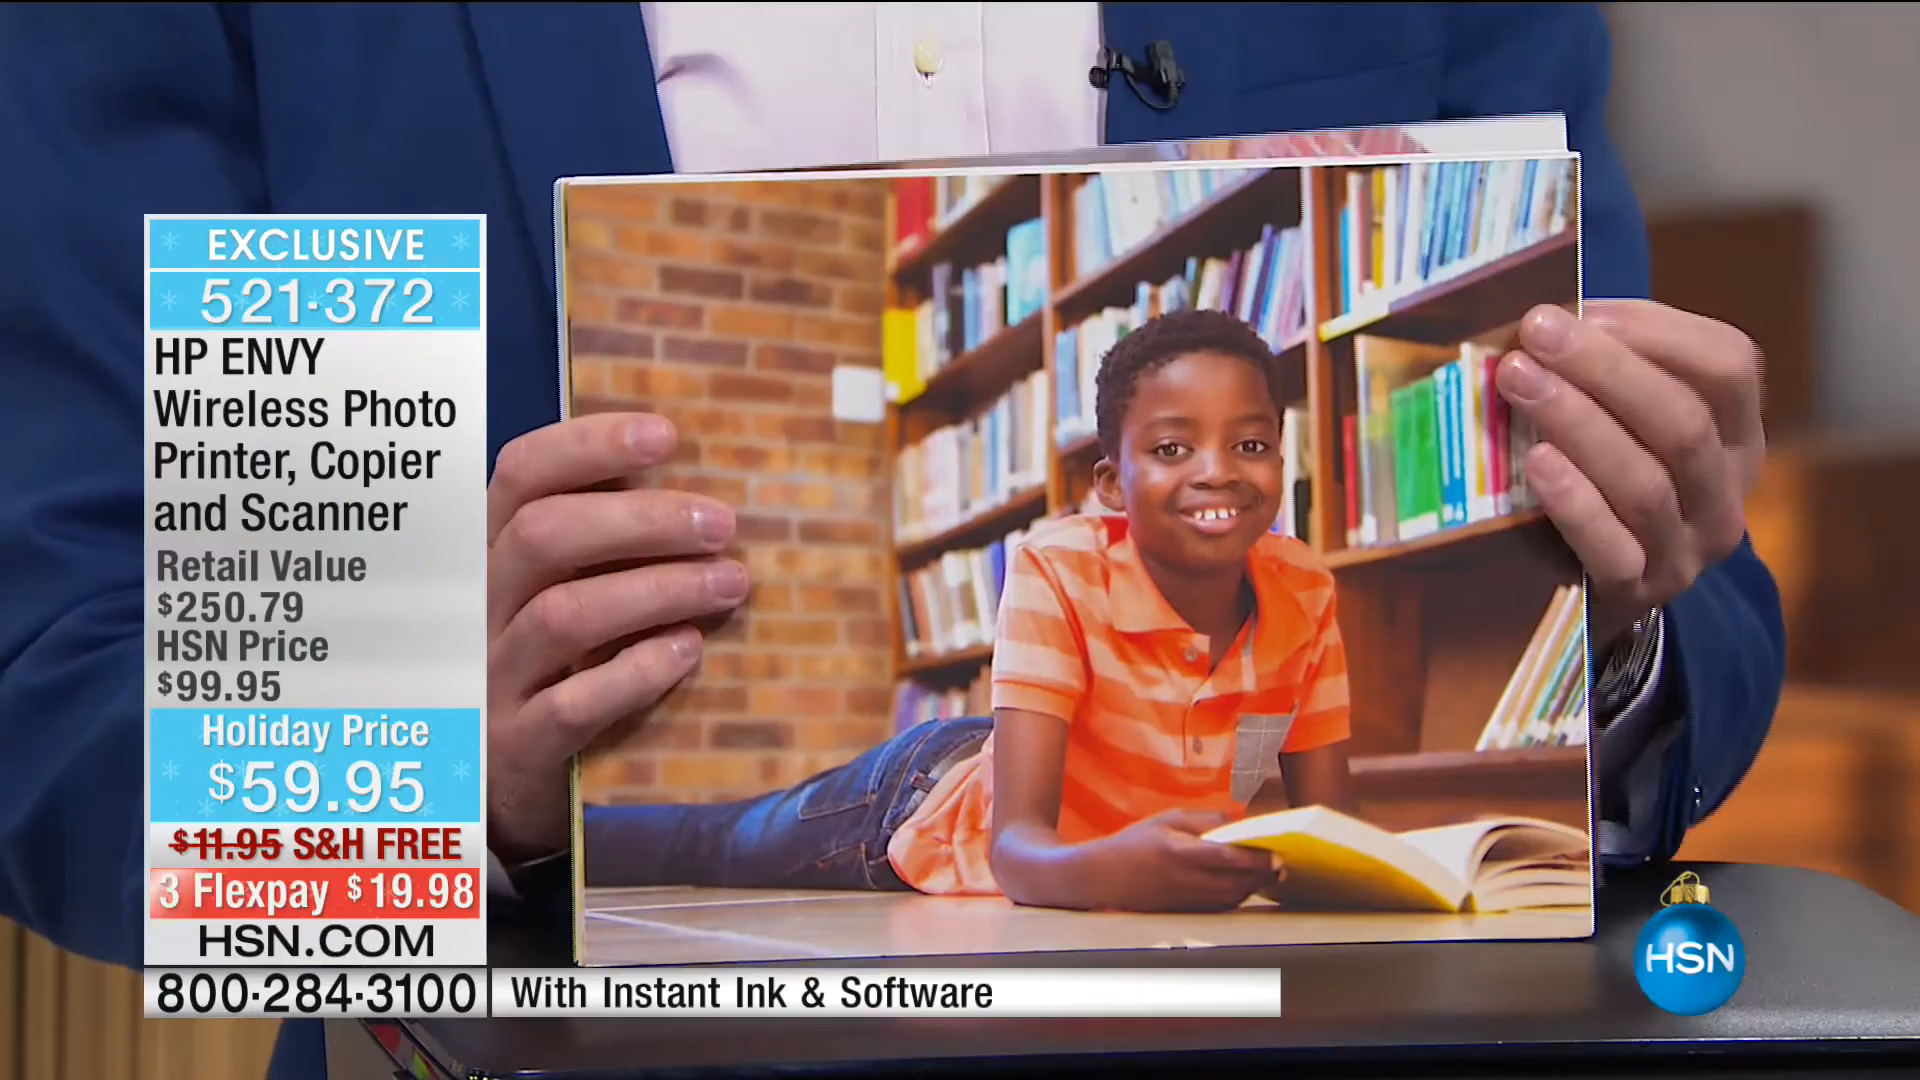 EXCLUSIVE
521·372
HP ENVY
Wireless Photo
Printer, Copier
and Scanner
Retail Value
$250.79
HSN Price
$99.95
Holiday Price
$59.95
$11.95 S&H FREE
3 Flexpay $19.98
HSN.COM
800·284·3100
With Instant Ink & Software
HSN